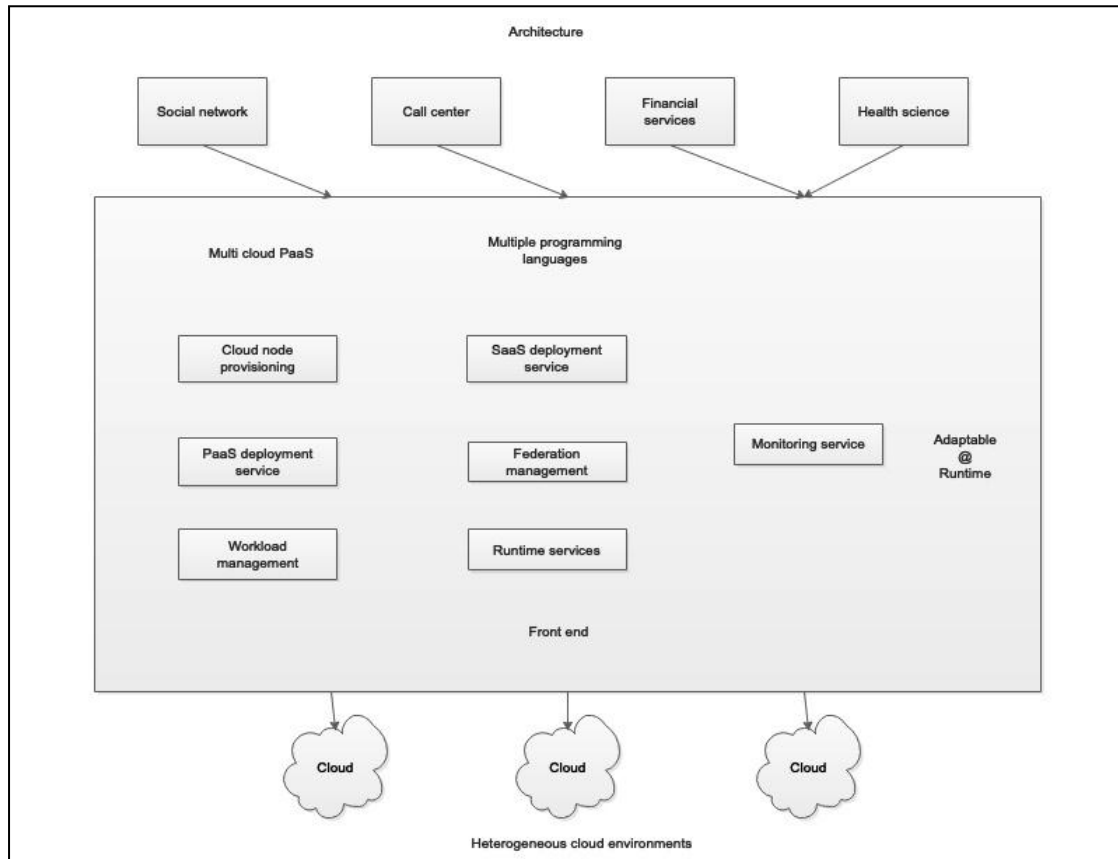 Architecture
Social network
Call center
Financial
services
Health science
Multi cloud PaaS
Multiple programming
languages
Cloud node
provisioning
SaaS deployment
service
Monitoring service
Adaptable
@
Runtime
PaaS deployment
service
Federation
management
Workload
management
Runtime services
Front end
Cloud
Cloud
Cloud
Heterogeneous cloud environments